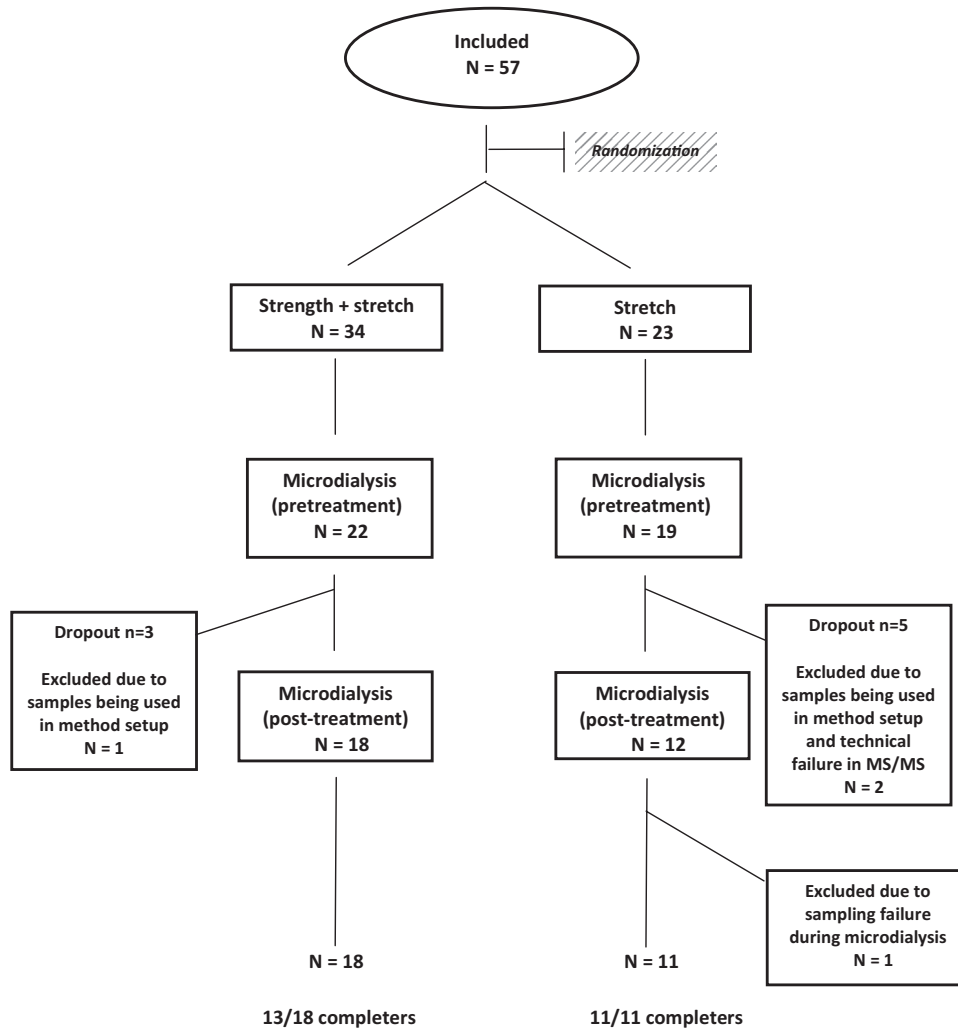 Included
N = 57
Randomization
Strength + stretch
N = 34
Stretch
N = 23
Microdialysis
(pretreatment)
N = 22
Microdialysis
(pretreatment)
N = 19
Dropout n=3
Excluded due to
samples being used
in method setup
N = 1
Dropout n=5
Excluded due to
samples being used
in method setup
and technical
failure in MS/MS
N = 2
Microdialysis
(post-treatment)
N = 18
Microdialysis
(post-treatment)
N = 12
Excluded due to
sampling failure
during microdialysis
N = 1
N = 18
N = 11
13/18 completers
11/11 completers